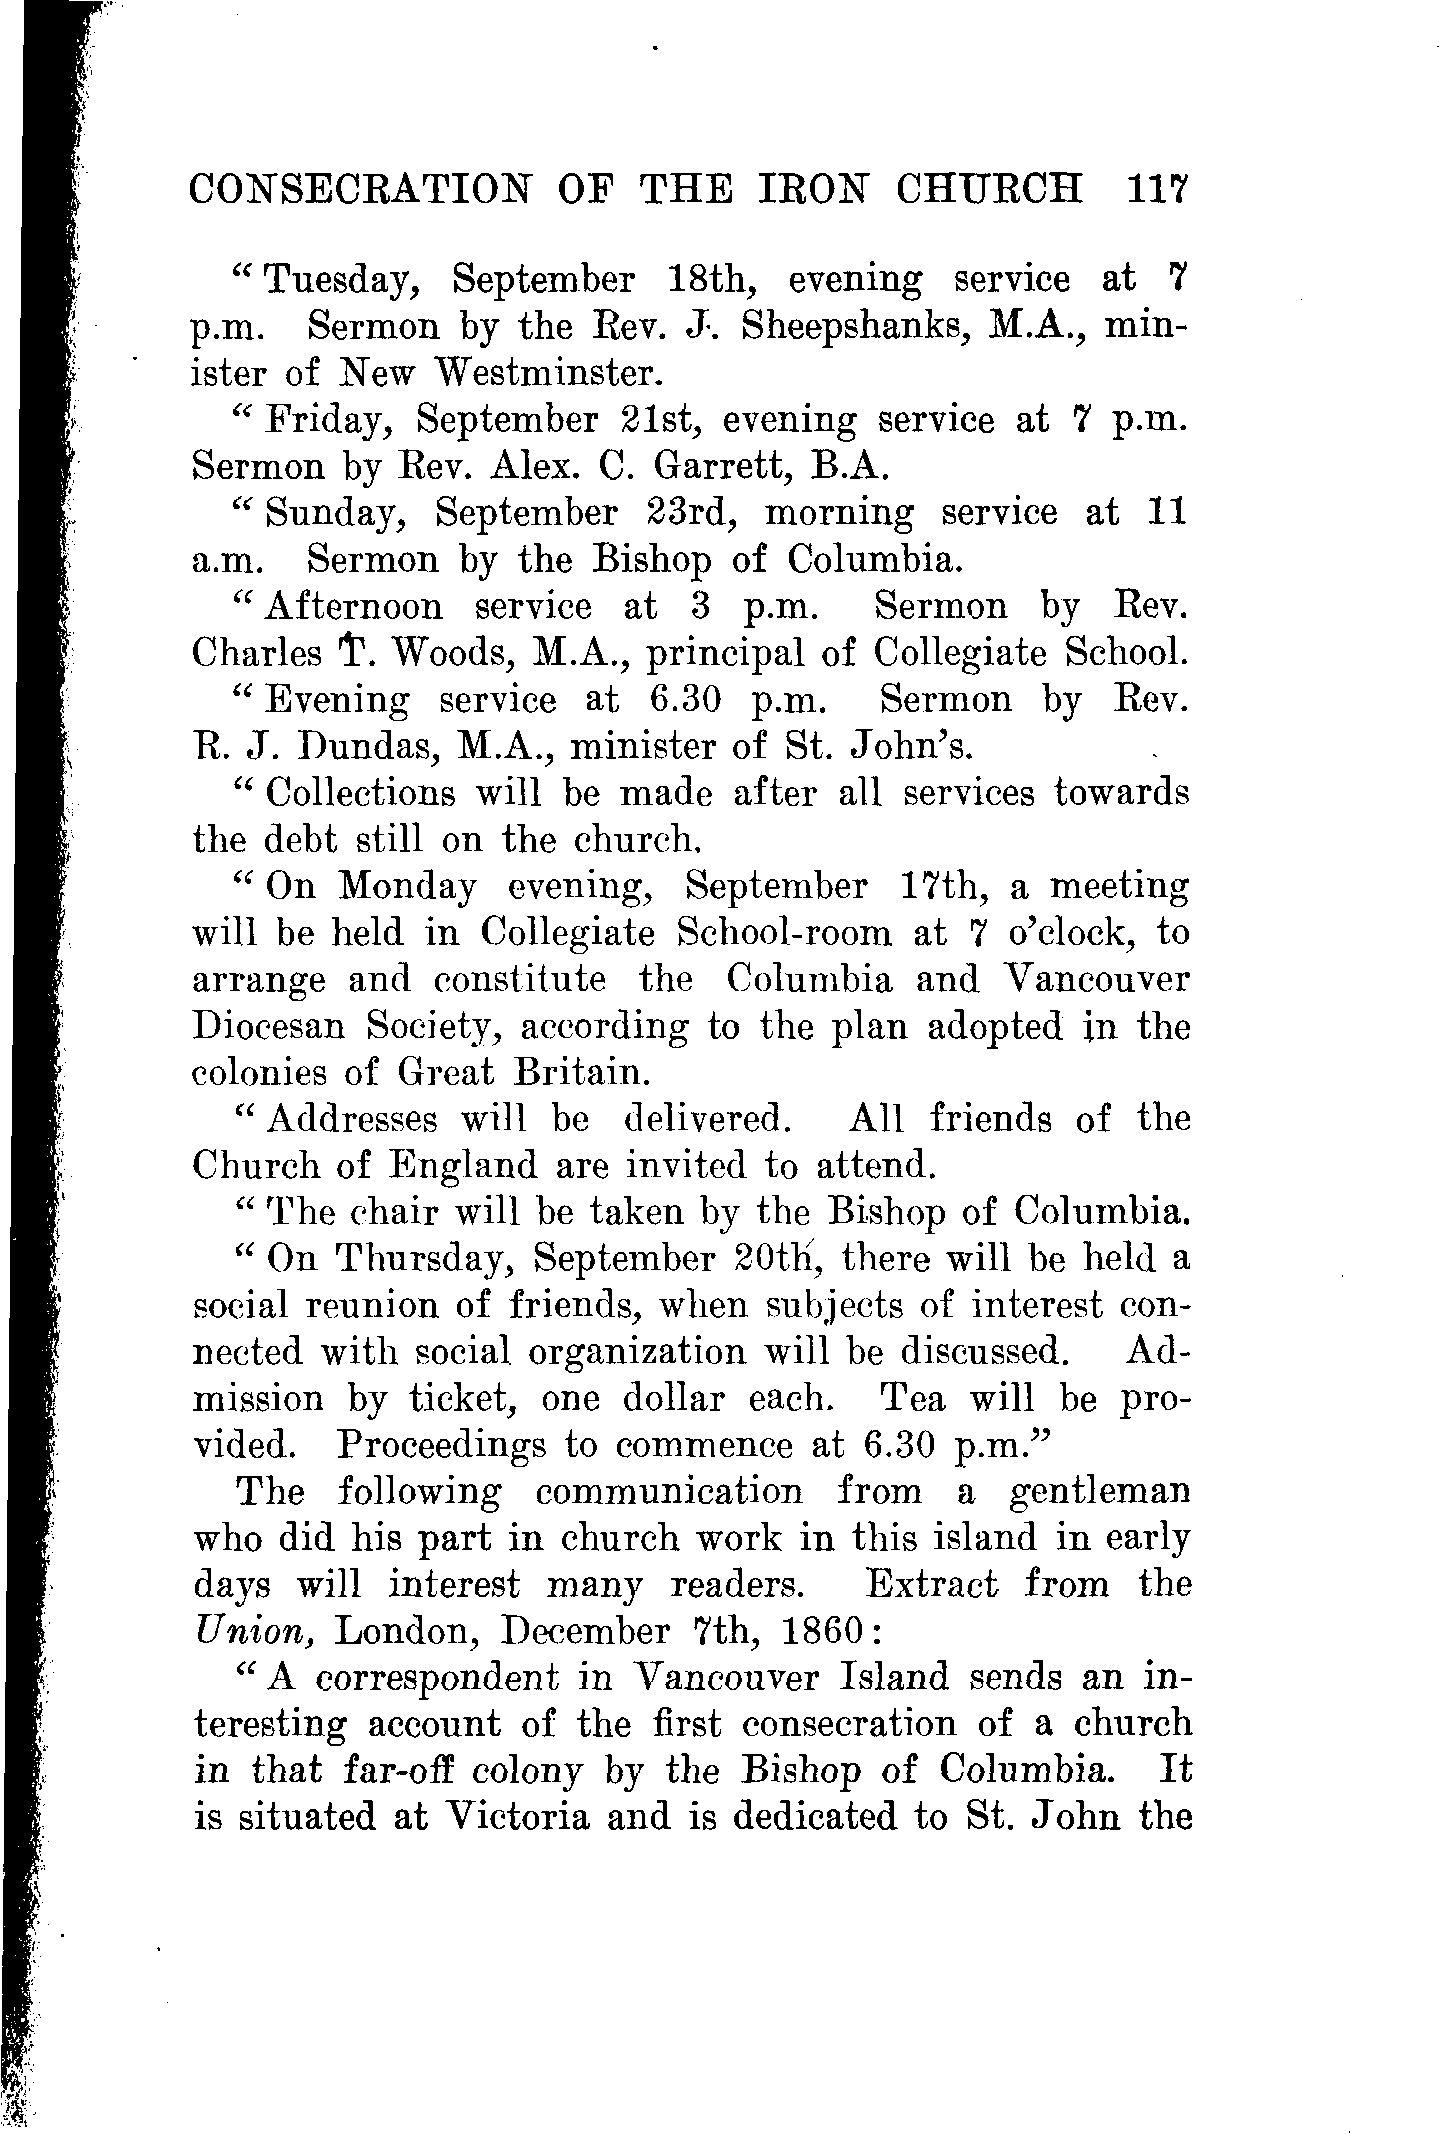 CONSECRATION OF THE IRON CHURCH 117
“Tuesday, September 18th, evening service at 7
p.m. Sermon by the Rev. J. Sheepshanks, M.A., min-
ister of New Westminster.
“Friday, September 21st, evening service at 7 p.m.
Sermon by Rev. Alex. C. Garrett, B.A.
“Sunday, September 23rd, morning service at 11
a.m. Sermon by the Bishop of Columbia.
“Afternoon service at 3 p.m. Sermon by Rev.
Charles T. Woods, M.A., principal of Collegiate School.
“Evening service at 6.30 p.m. Sermon by Rev.
R. J. Dundas, M.A., minister of St. John’s.
“Collections will be made after all services towards
the debt still on the church.
“On Monday evening, September 17th, a meeting
will be held in Collegiate School-room at 7 o’clock, to
arrange and constitute the Columbia and Vancouver
Diocesan Society, according to the plan adopted in the
colonies of Great Britain.
“Addresses will be delivered. All friends of the
Church of England are invited to attend.
“The chair will be taken by the Bishop of Columbia.
“On Thursday, September 20th, there will be held a
social reunion of friends, when subjects of interest con-
nected with social organization will be discussed. Ad-
mission by ticket, one dollar each. Tea will be pro-
vided. Proceedings to commence at 6.30 p.m.”
The following communication from a gentleman
who did his part in church work in this island in early
days will interest many readers. Extract from the
Union, London, December 7th, 1860:
“A correspondent in Vancouver Island sends an in-
teresting account of the first consecration of a church
in that far-off colony by the Bishop of Columbia. It
is situated at Victoria and is dedicated to St. John the